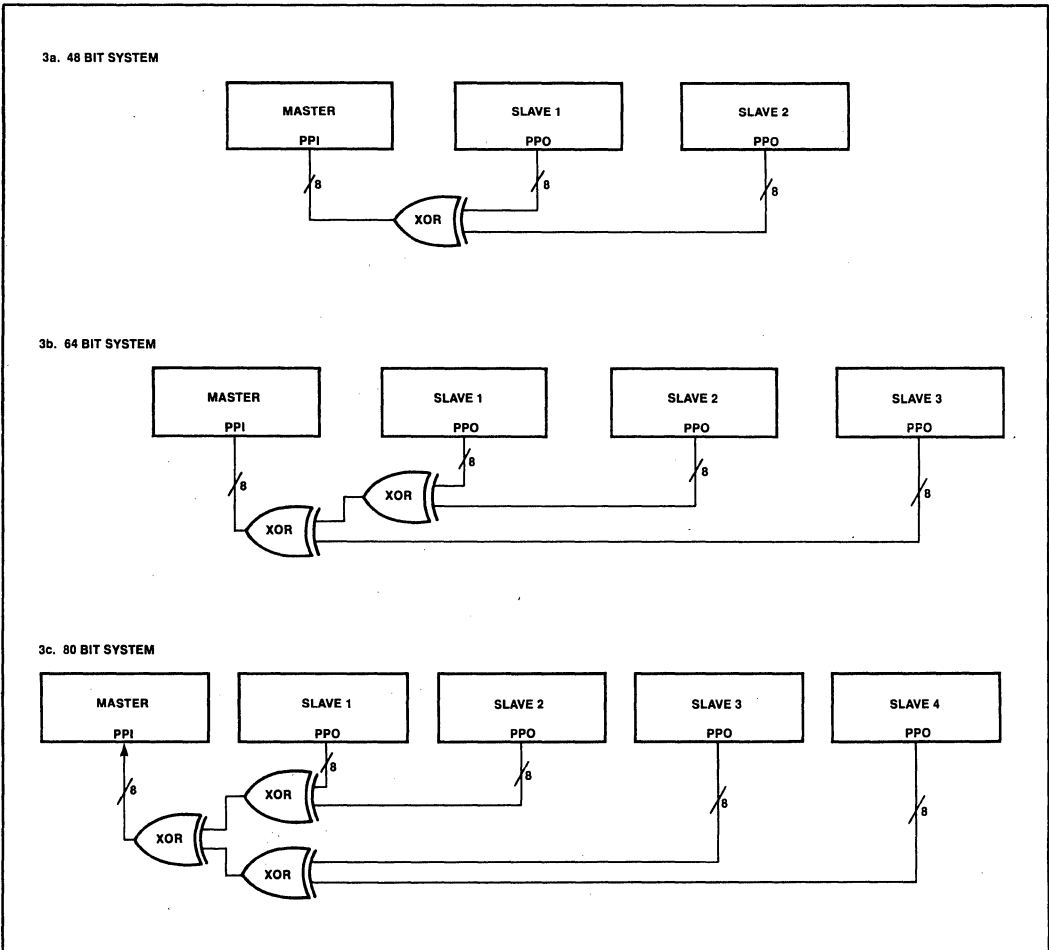 3a. 48 BIT SYSTEM
MASTER
PPI
SLAVE 1
PPO
SLAVE 2
PPO
8
8
8
XOR
3b. 64 BIT SYSTEM
MASTER
PPI
SLAVE 1
PPO
SLAVE 2
PPO
SLAVE 3
PPO
8
8
8
8
XOR
XOR
3c. 80 BIT SYSTEM
MASTER
PPI
SLAVE 1
PPO
SLAVE 2
PPO
SLAVE 3
PPO
SLAVE 4
PPO
8
8
8
8
8
XOR
XOR
XOR